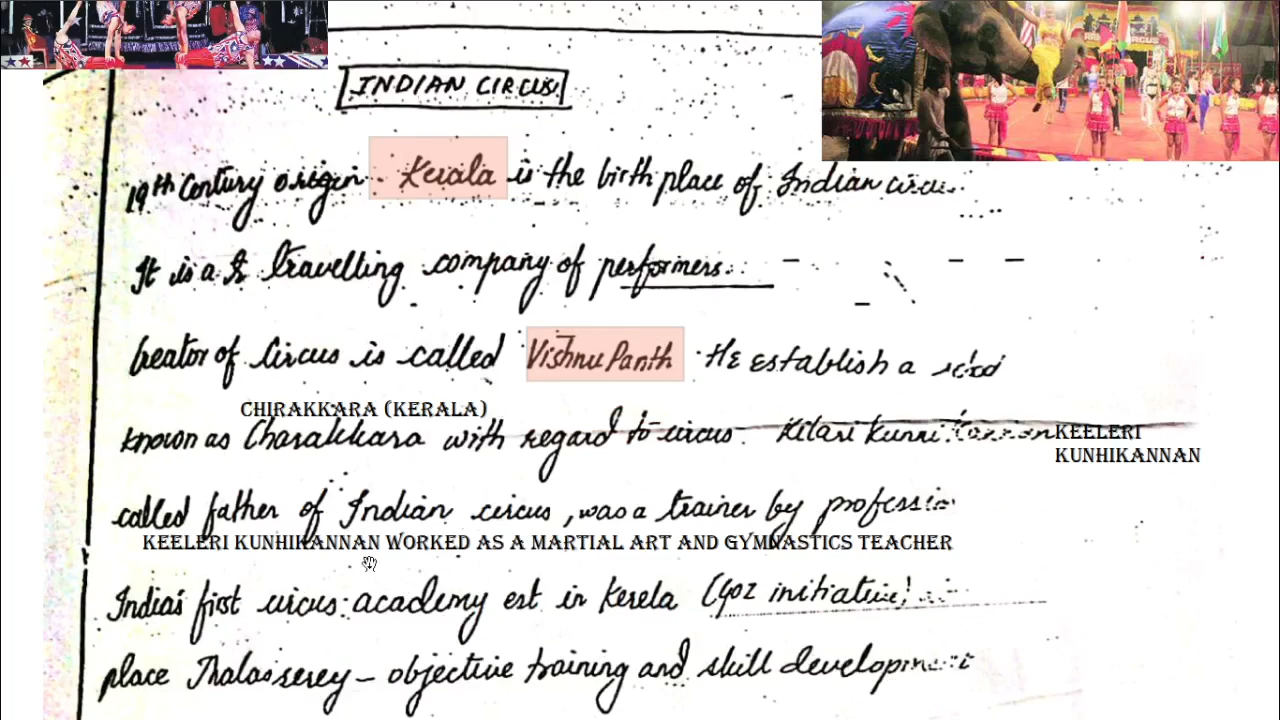 INDIAN CIRCUS
19th Century origin. Kerala is the birth place of Indian circus.
It is a travelling company of performers.
Creator of Circus is called Vishnu Panth. He establish a
CHIRAKKARA (KERALA)
known as Charakkara with regard to circus. Kilari Kunni Kannan
KEELERI
KUNHIKANNAN
called father of Indian circus, was a trainer by profession
KEELERI KUNHIKANNAN WORKED AS A MARTIAL ART AND GYMNASTICS TEACHER
India's first circus academy est in Kerela (goz initiative)
place Thalasserey - objective training and skill development